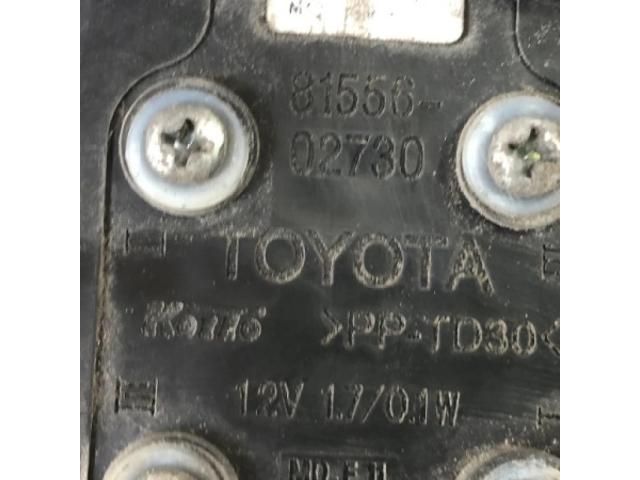 81556-
02730
TOYOTA
Koito >PP-TD30<
12V 1.7/0.1W